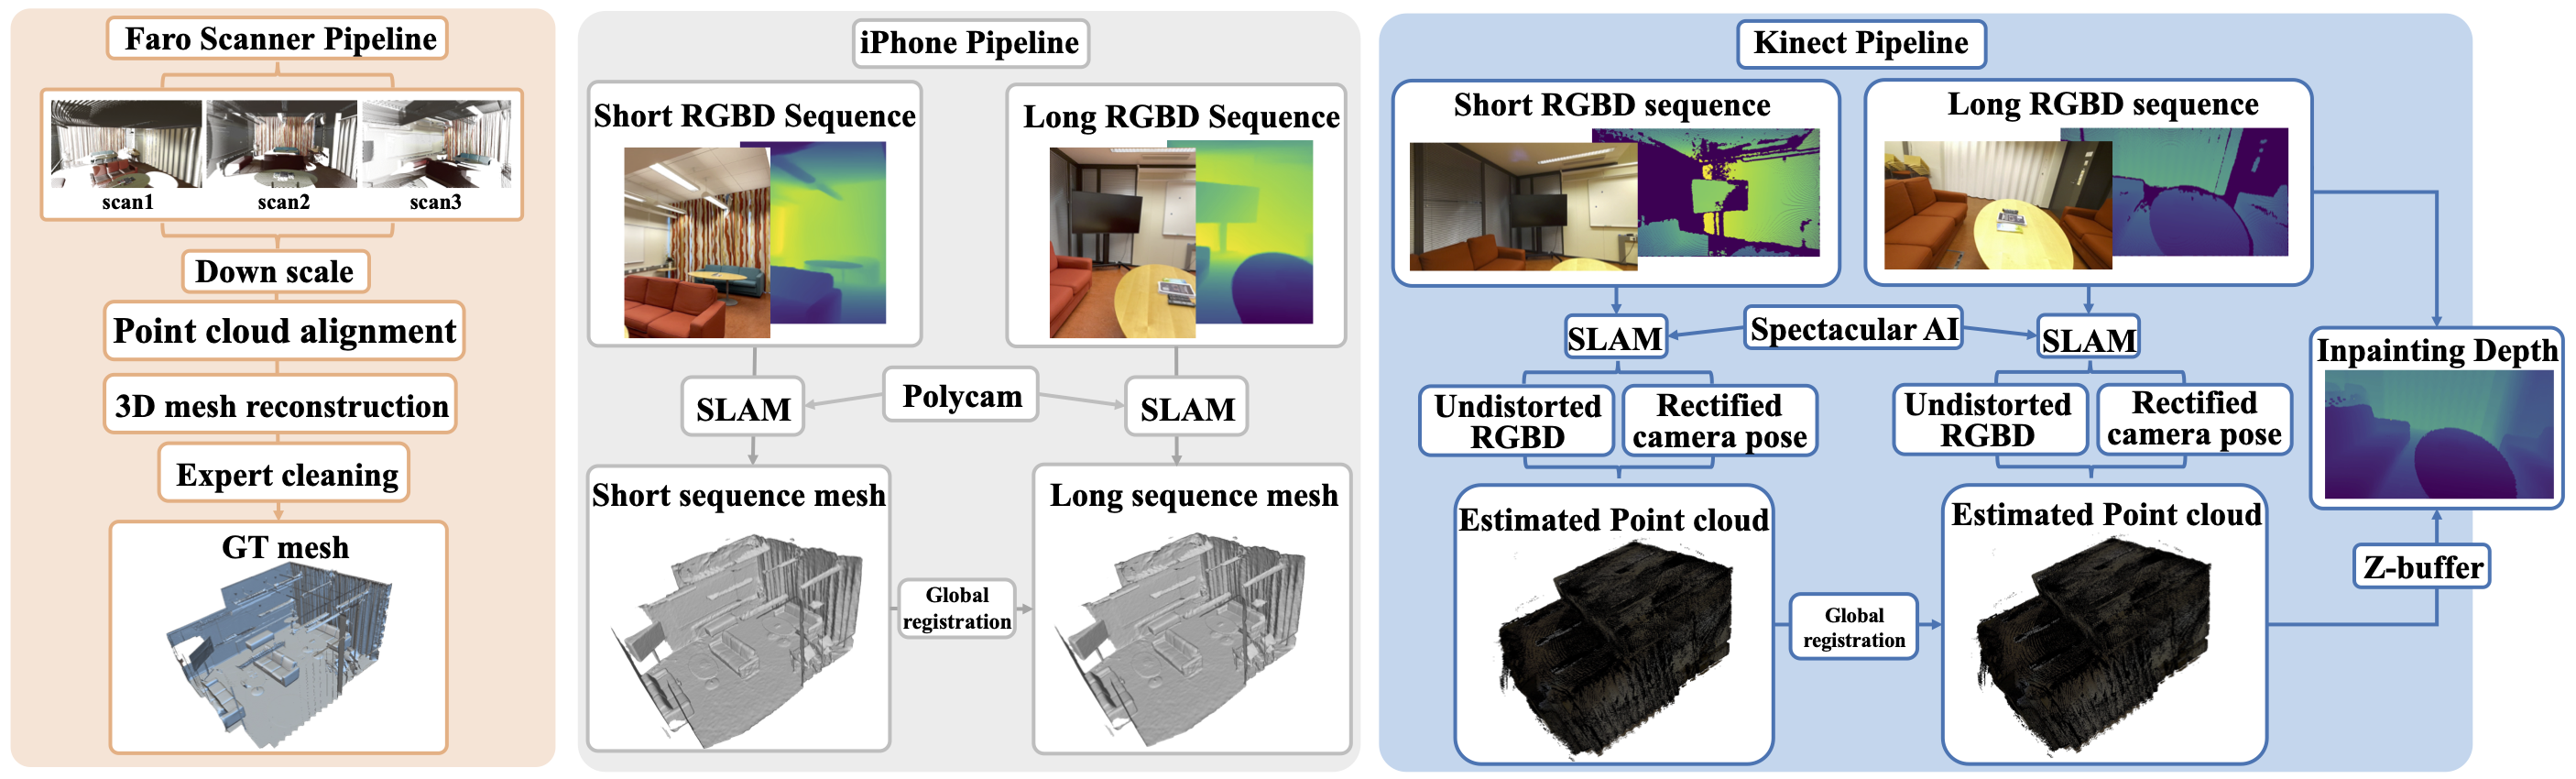 Faro Scanner Pipeline
scan1
scan2
scan3
Down scale
Point cloud alignment
3D mesh reconstruction
Expert cleaning
GT mesh
iPhone Pipeline
Short RGBD Sequence
Long RGBD Sequence
SLAM
Polycam
SLAM
Short sequence mesh
Long sequence mesh
Global
registration
Kinect Pipeline
Short RGBD sequence
Long RGBD sequence
SLAM
Spectacular AI
SLAM
Inpainting Depth
Undistorted
RGBD
Rectified
camera pose
Undistorted
RGBD
Rectified
camera pose
Estimated Point cloud
Estimated Point cloud
Global
registration
Z-buffer